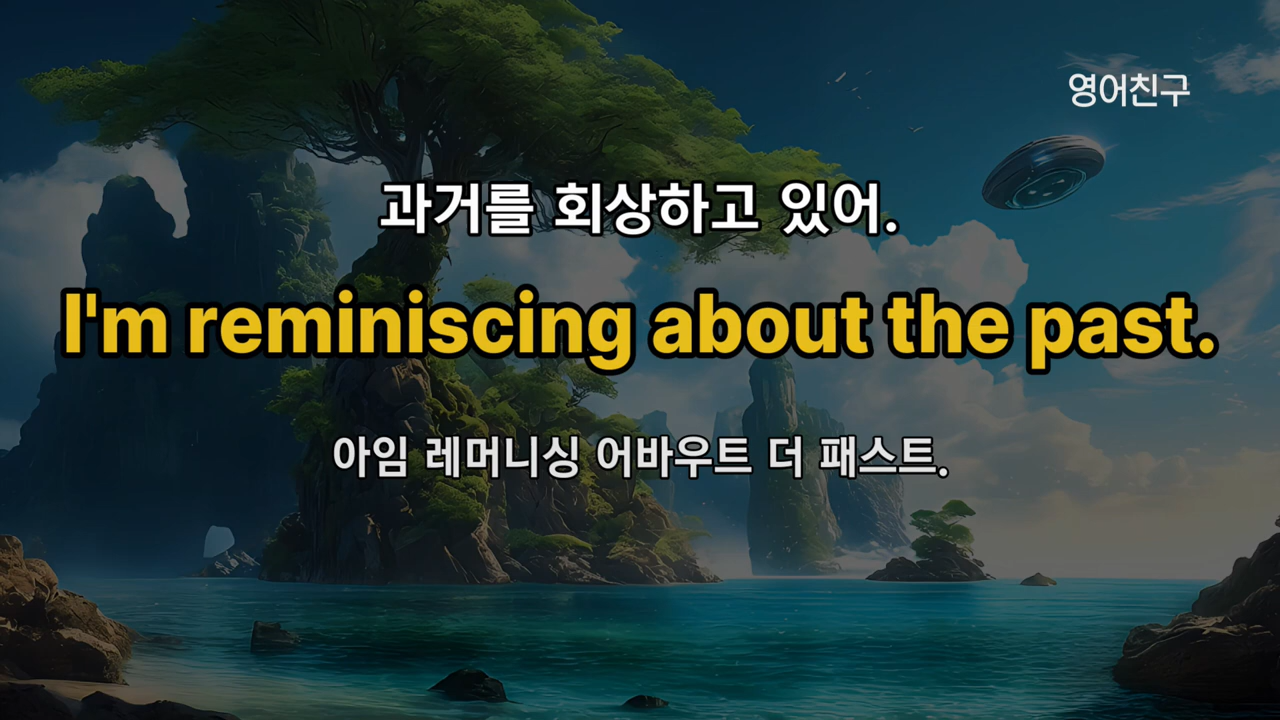 영어친구
과거를 회상하고 있어.
I'm reminiscing about the past.
아임 레머니싱 어바우트 더 패스트.